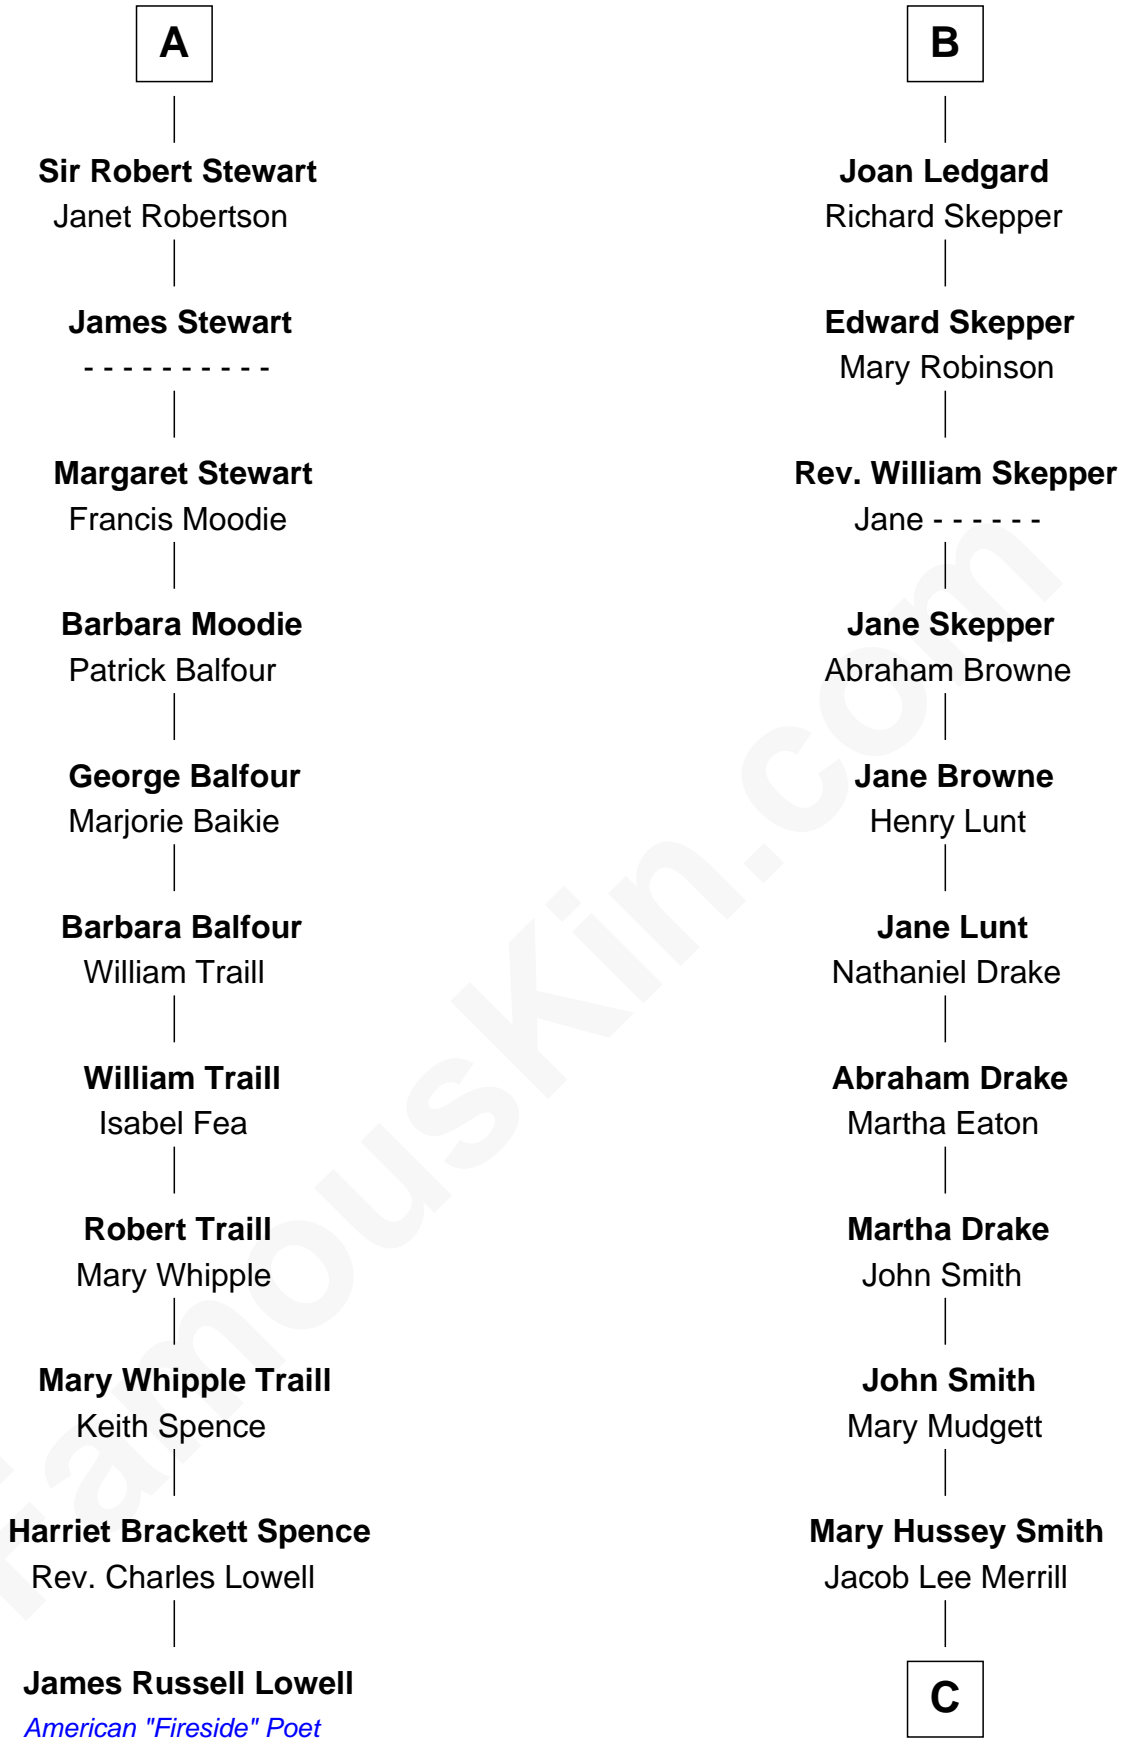 A
Sir Robert Stewart
Janet Robertson
James Stewart
- - - - - - - - - -
Margaret Stewart
Francis Moodie
Barbara Moodie
Patrick Balfour
George Balfour
Marjorie Baikie
Barbara Balfour
William Traill
William Traill
Isabel Fea
Robert Traill
Mary Whipple
Mary Whipple Traill
Keith Spence
Harriet Brackett Spence
Rev. Charles Lowell
James Russell Lowell
American "Fireside" Poet
B
Joan Ledgard
Richard Skepper
Edward Skepper
Mary Robinson
Rev. William Skepper
Jane - - - - - -
Jane Skepper
Abraham Browne
Jane Browne
Henry Lunt
Jane Lunt
Nathaniel Drake
Abraham Drake
Martha Eaton
Martha Drake
John Smith
John Smith
Mary Mudgett
Mary Hussey Smith
Jacob Lee Merrill
C
FamousKin.com